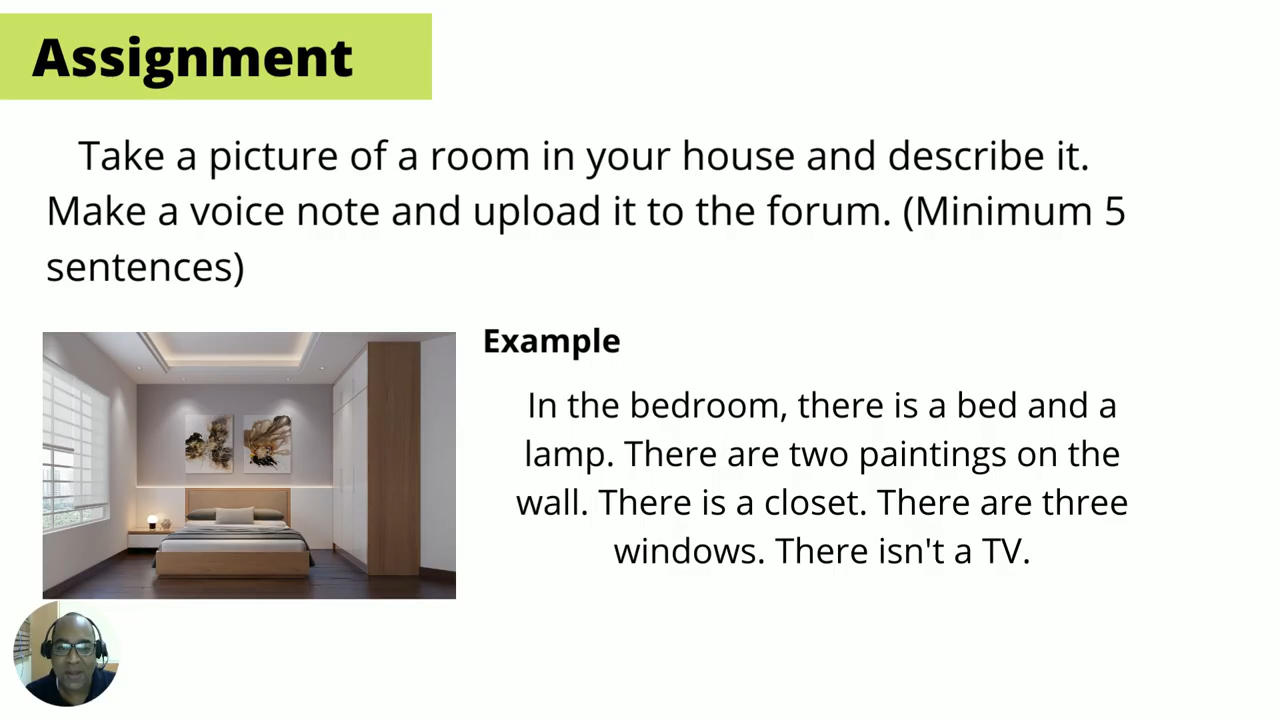 Assignment
Take a picture of a room in your house and describe it.
Make a voice note and upload it to the forum. (Minimum 5
sentences)
Example
In the bedroom, there is a bed and a
lamp. There are two paintings on the
wall. There is a closet. There are three
windows. There isn't a TV.